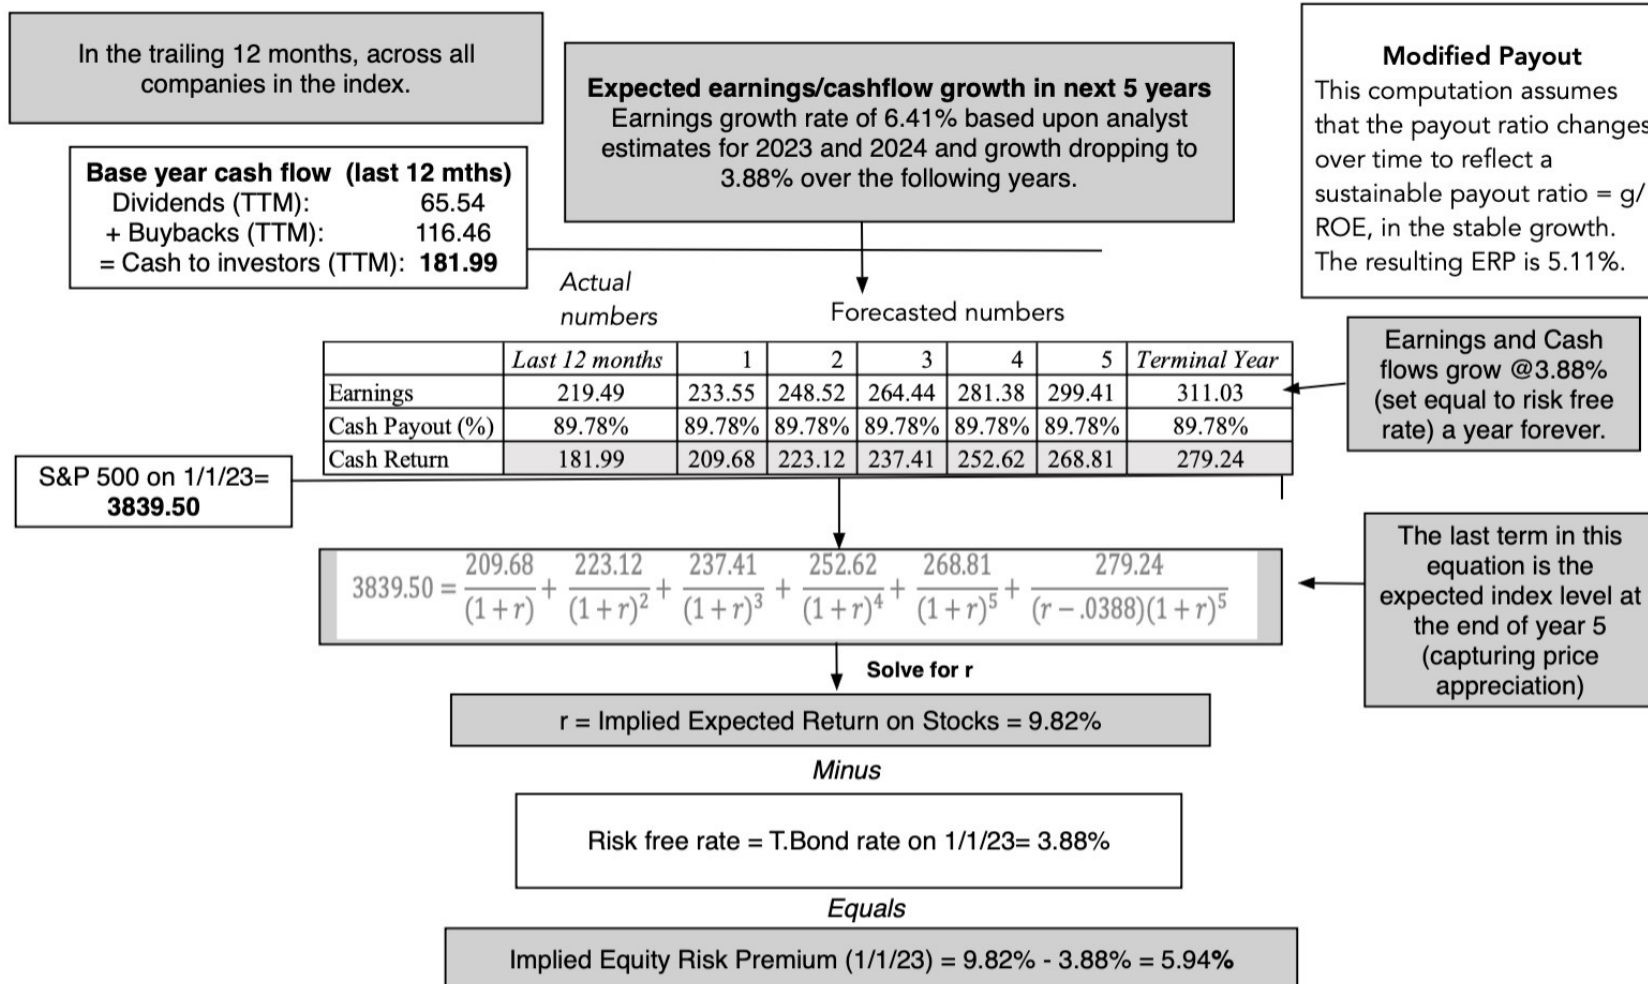 In the trailing 12 months, across all
companies in the index.
Expected earnings/cashflow growth in next 5 years
Earnings growth rate of 6.41% based upon analyst
estimates for 2023 and 2024 and growth dropping to
3.88% over the following years.
Modified Payout
This computation assumes
that the payout ratio changes
over time to reflect a
sustainable payout ratio = g/
ROE, in the stable growth.
The resulting ERP is 5.11%.
Base year cash flow (last 12 mths)
Dividends (TTM): 65.54
+ Buybacks (TTM): 116.46
= Cash to investors (TTM): 181.99
Actual
numbers
Forecasted numbers
Last 12 months 1 2 3 4 5 Terminal Year
Earnings 219.49 233.55 248.52 264.44 281.38 299.41 311.03
Cash Payout (%) 89.78% 89.78% 89.78% 89.78% 89.78% 89.78% 89.78%
Cash Return 181.99 209.68 223.12 237.41 252.62 268.81 279.24
Earnings and Cash
flows grow @3.88%
(set equal to risk free
rate) a year forever.
S&P 500 on 1/1/23=
3839.50
3839.50 = 209.68/(1+r) + 223.12/(1+r)² + 237.41/(1+r)³ + 252.62/(1+r)⁴ + 268.81/(1+r)⁵ + 279.24/(r−.0388)(1+r)⁵
The last term in this
equation is the
expected index level at
the end of year 5
(capturing price
appreciation)
Solve for r
r = Implied Expected Return on Stocks = 9.82%
Minus
Risk free rate = T.Bond rate on 1/1/23= 3.88%
Equals
Implied Equity Risk Premium (1/1/23) = 9.82% - 3.88% = 5.94%